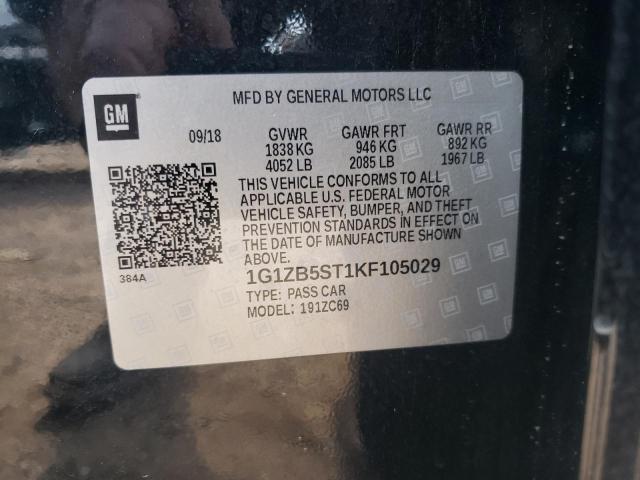 MFD BY GENERAL MOTORS LLC
GM
09/18 GVWR GAWR FRT GAWR RR
1838 KG 946 KG 892 KG
4052 LB 2085 LB 1967 LB
THIS VEHICLE CONFORMS TO ALL
APPLICABLE U.S. FEDERAL MOTOR
VEHICLE SAFETY, BUMPER, AND THEFT
PREVENTION STANDARDS IN EFFECT ON
THE DATE OF MANUFACTURE SHOWN
ABOVE.
384A
1G1ZB5ST1KF105029
TYPE: PASS CAR
MODEL: 191ZC69